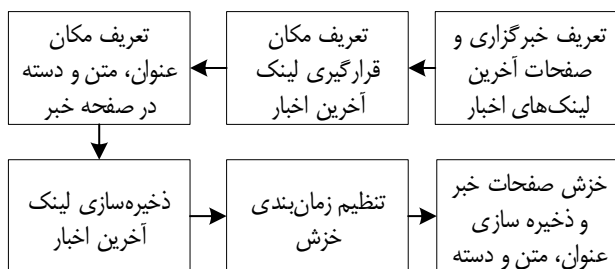 تعریف خبرگزاری و
صفحات آخرین
لینک‌های اخبار
تعریف مکان
قرارگیری لینک
آخرین اخبار
تعریف مکان
عنوان، متن و دسته
در صفحه خبر
ذخیره‌سازی لینک
آخرین اخبار
تنظیم زمان‌بندی
خزش
خزش صفحات خبر
و ذخیره سازی
عنوان، متن و دسته